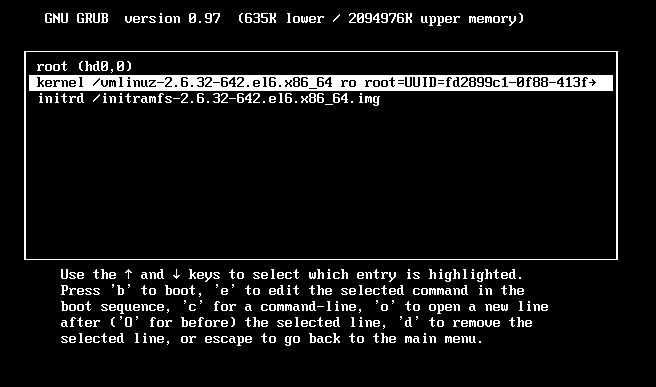 GNU GRUB  version 0.97  (635K lower / 2094976K upper memory)
root (hd0,0)
kernel /vmlinuz-2.6.32-642.el6.x86_64 ro root=UUID=fd2899c1-0f88-413f→
initrd /initramfs-2.6.32-642.el6.x86_64.img
Use the ↑ and ↓ keys to select which entry is highlighted.
Press 'b' to boot, 'e' to edit the selected command in the
boot sequence, 'c' for a command-line, 'o' to open a new line
after ('O' for before) the selected line, 'd' to remove the
selected line, or escape to go back to the main menu.